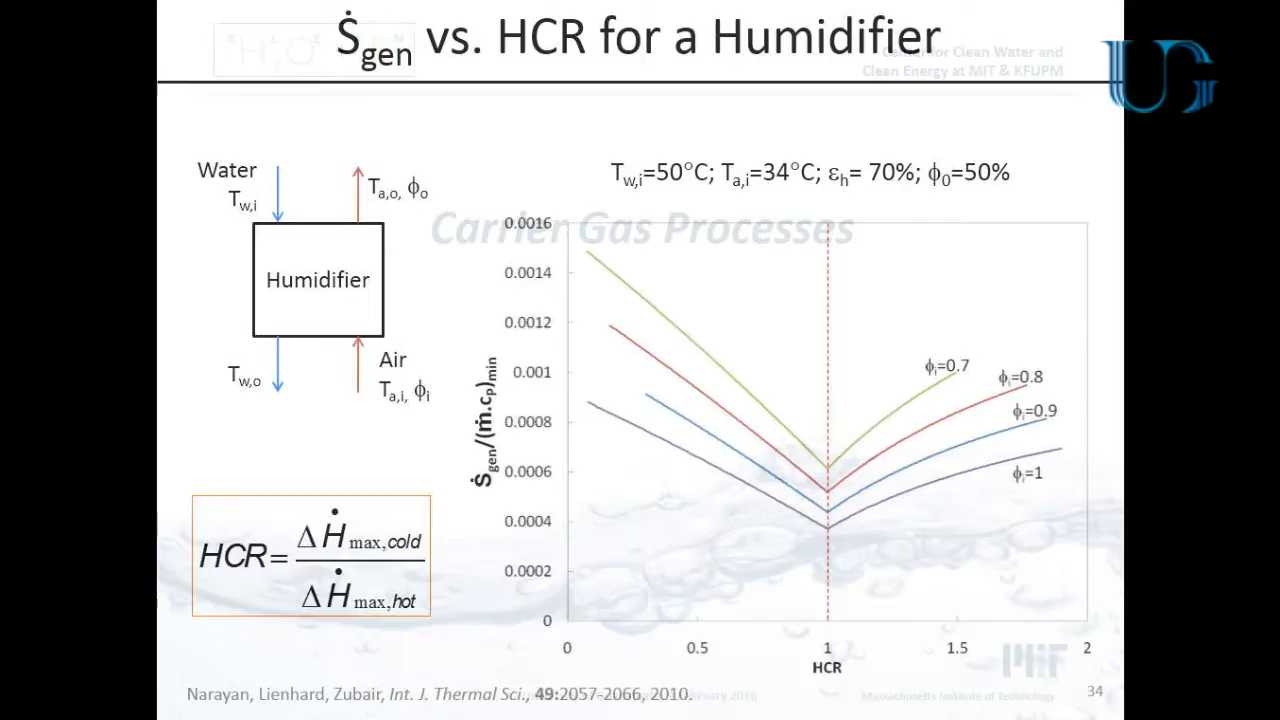 Ṡgen vs. HCR for a Humidifier
Center for Clean Water and
Clean Energy at MIT & KFUPM
UG
Water
Tw,i
Ta,o, ϕo
Humidifier
Tw,o
Air
Ta,i, ϕi
HCR= ΔḢmax,cold
ΔḢmax,hot
Tw,i=50°C; Ta,i=34°C; εh= 70%; ϕ0=50%
Carrier Gas Processes
Ṡgen/(ṁ.cp)min
0.0016
0.0014
0.0012
0.001
0.0008
0.0006
0.0004
0.0002
0
ϕi=0.7
ϕi=0.8
ϕi=0.9
ϕi=1
0 0.5 1 1.5 2
HCR
Narayan, Lienhard, Zubair, Int. J. Thermal Sci., 49:2057-2066, 2010.
Massachusetts Institute of Technology
34